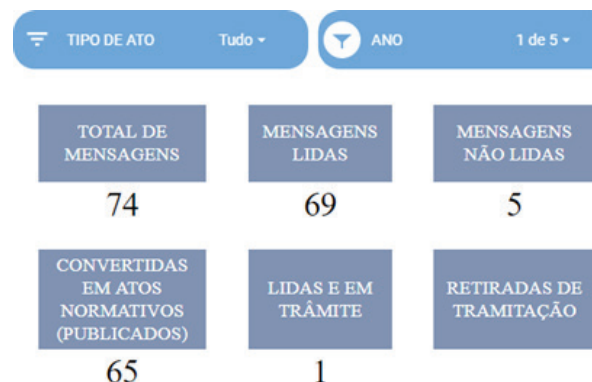 TIPO DE ATO Tudo
ANO 1 de 5
TOTAL DE
MENSAGENS
74
MENSAGENS
LIDAS
69
MENSAGENS
NÃO LIDAS
5
CONVERTIDAS
EM ATOS
NORMATIVOS
(PUBLICADOS)
65
LIDAS E EM
TRÂMITE
1
RETIRADAS DE
TRAMITAÇÃO